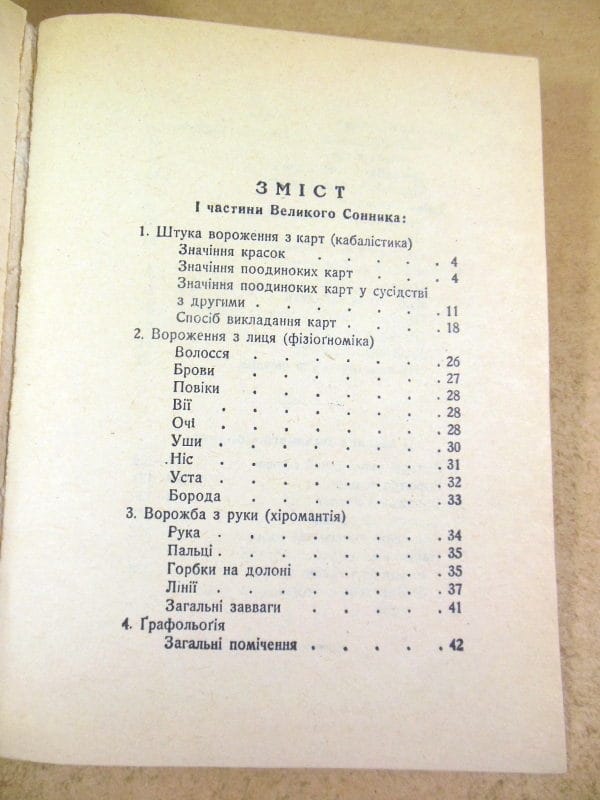 ЗМІСТ
І частини Великого Сонника:
1. Штука вороження з карт (кабалістика)
Значіння красок . . . . 4
Значіння поодиноких карт . . . 4
Значіння поодиноких карт у сусідстві
з другими . . . . . . 11
Спосіб викладання карт . . . . 18
2. Вороження з лиця (фізіоґноміка)
Волосся . . . . . . 26
Брови . . . . . . 27
Повіки . . . . . . 28
Вії . . . . . . . 28
Очі . . . . . . . 28
Уши . . . . . . . 30
Ніс . . . . . . . 31
Уста . . . . . . . 32
Борода . . . . . . 33
3. Ворожба з руки (хіромантія)
Рука . . . . . . . 34
Пальці . . . . . . . 35
Горбки на долоні . . . . . 35
Лінії . . . . . . . 37
Загальні завваги . . . . . 41
4. Ґрафольоґія
Загальні помічення . . . . . 42